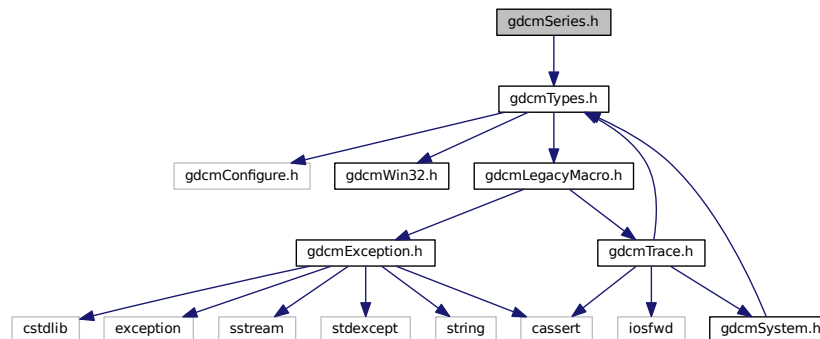 gdcmSeries.h
gdcmTypes.h
gdcmConfigure.h
gdcmWin32.h
gdcmLegacyMacro.h
gdcmException.h
gdcmTrace.h
cstdlib
exception
sstream
stdexcept
string
cassert
iosfwd
gdcmSystem.h